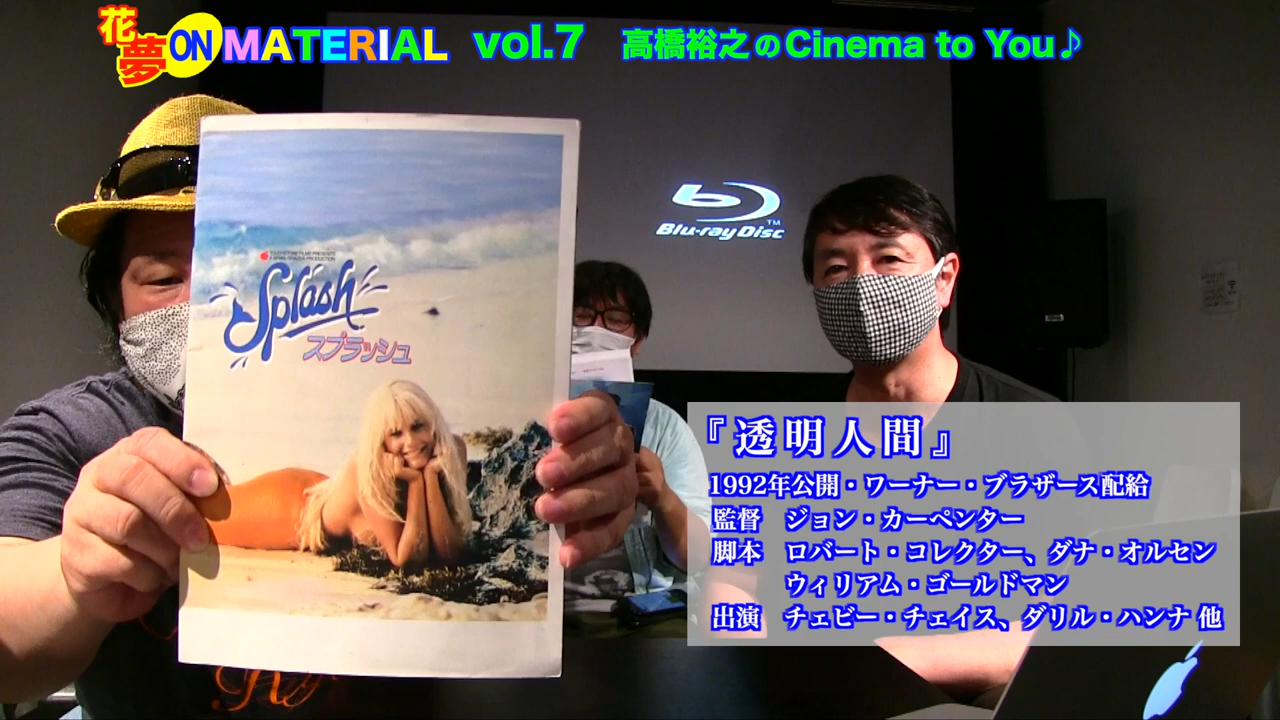 花夢ON MATERIAL vol.7 高橋裕之のCinema to You♪
Blu-ray Disc
TM
Splash
スプラッシュ
『透明人間』
1992年公開・ワーナー・ブラザース配給
監督 ジョン・カーペンター
脚本 ロバート・コレクター、ダナ・オルセン
ウィリアム・ゴールドマン
出演 チェビー・チェイス、ダリル・ハンナ 他